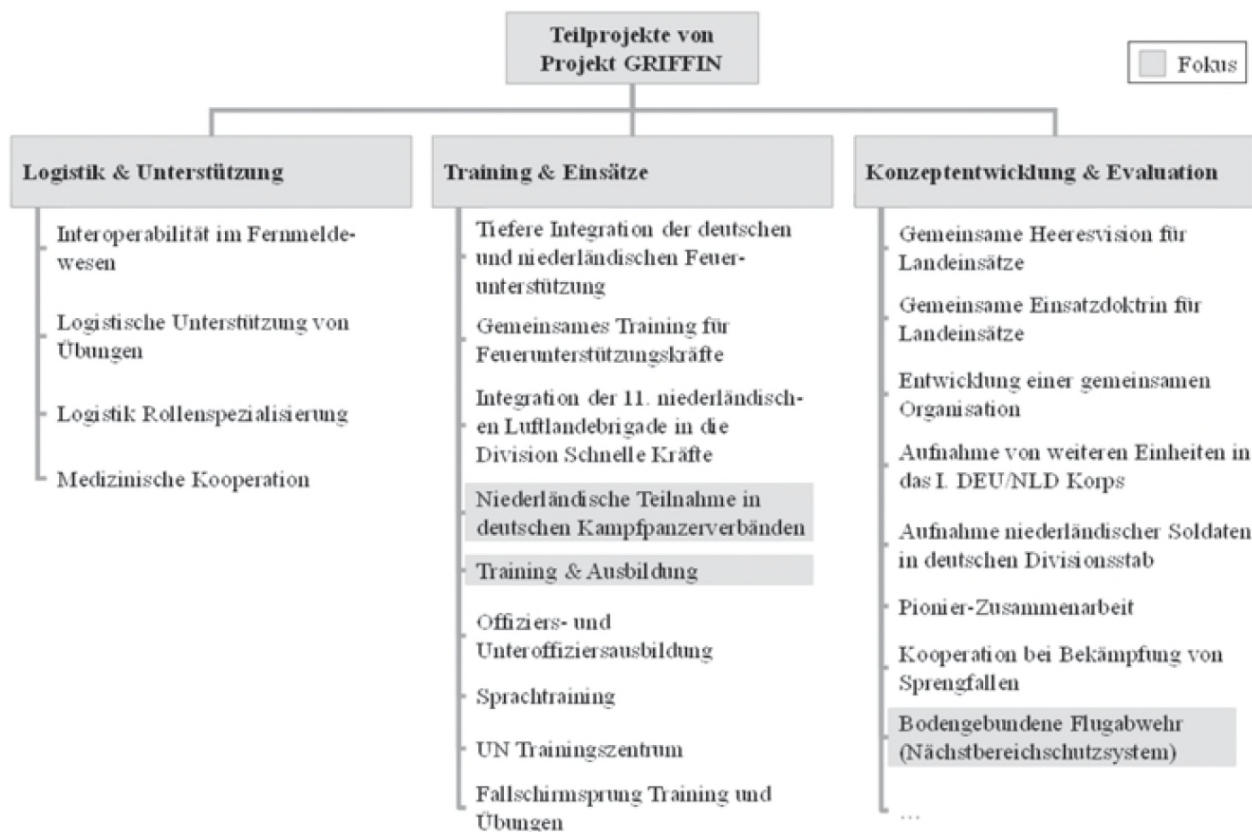 Teilprojekte von
Projekt GRIFFIN
Fokus
Logistik & Unterstützung
Interoperabilität im Fernmelde-
wesen
Logistische Unterstützung von
Übungen
Logistik Rollenspezialisierung
Medizinische Kooperation
Training & Einsätze
Tiefere Integration der deutschen
und niederländischen Feuer-
unterstützung
Gemeinsames Training für
Feuerunterstützungskräfte
Integration der 11. niederländisch-
en Luftlandebrigade in die
Division Schnelle Kräfte
Niederländische Teilnahme in
deutschen Kampfpanzerverbänden
Training & Ausbildung
Offiziers- und
Unteroffiziersausbildung
Sprachtraining
UN Trainingszentrum
Fallschirmsprung Training und
Übungen
Konzeptentwicklung & Evaluation
Gemeinsame Heeresvision für
Landeinsätze
Gemeinsame Einsatzdoktrin für
Landeinsätze
Entwicklung einer gemeinsamen
Organisation
Aufnahme von weiteren Einheiten in
das I. DEU/NLD Korps
Aufnahme niederländischer Soldaten
in deutschen Divisionsstab
Pionier-Zusammenarbeit
Kooperation bei Bekämpfung von
Sprengfallen
Bodengebundene Flugabwehr
(Nächstbereichschutzsystem)
…